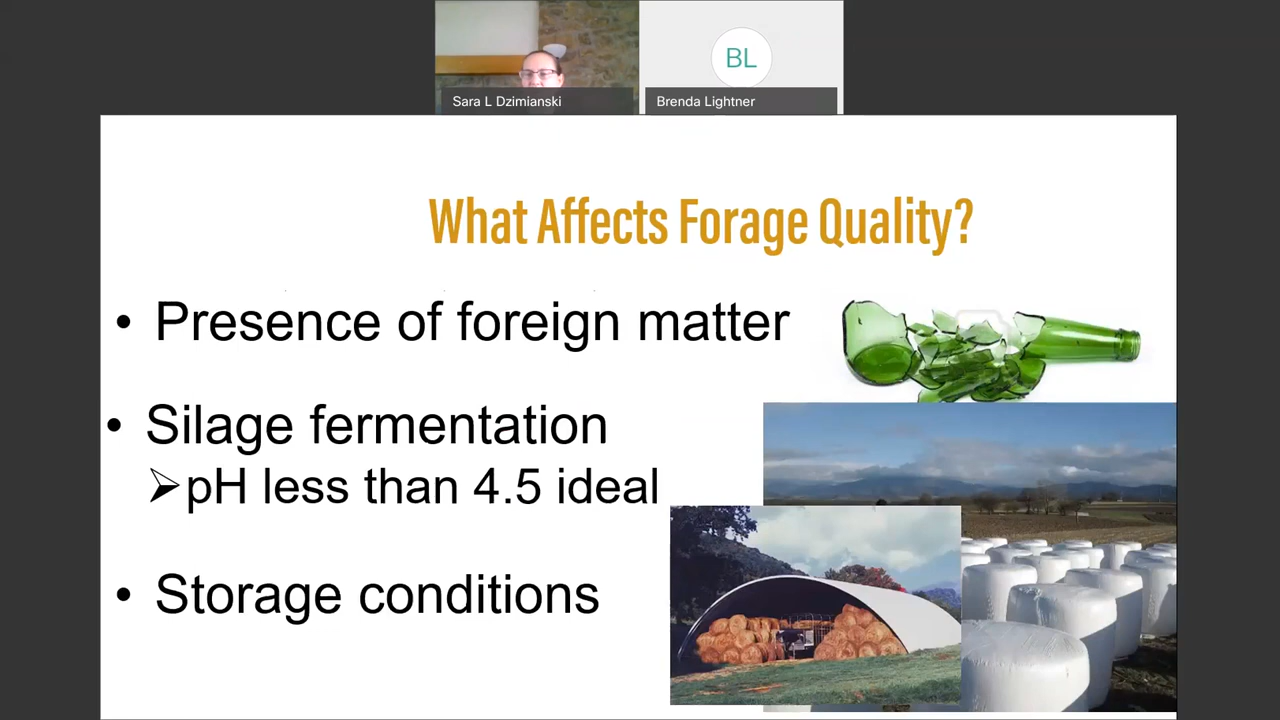 BL
Sara L Dzimianski
Brenda Lightner
What Affects Forage Quality?
• Presence of foreign matter
• Silage fermentation
➢pH less than 4.5 ideal
• Storage conditions